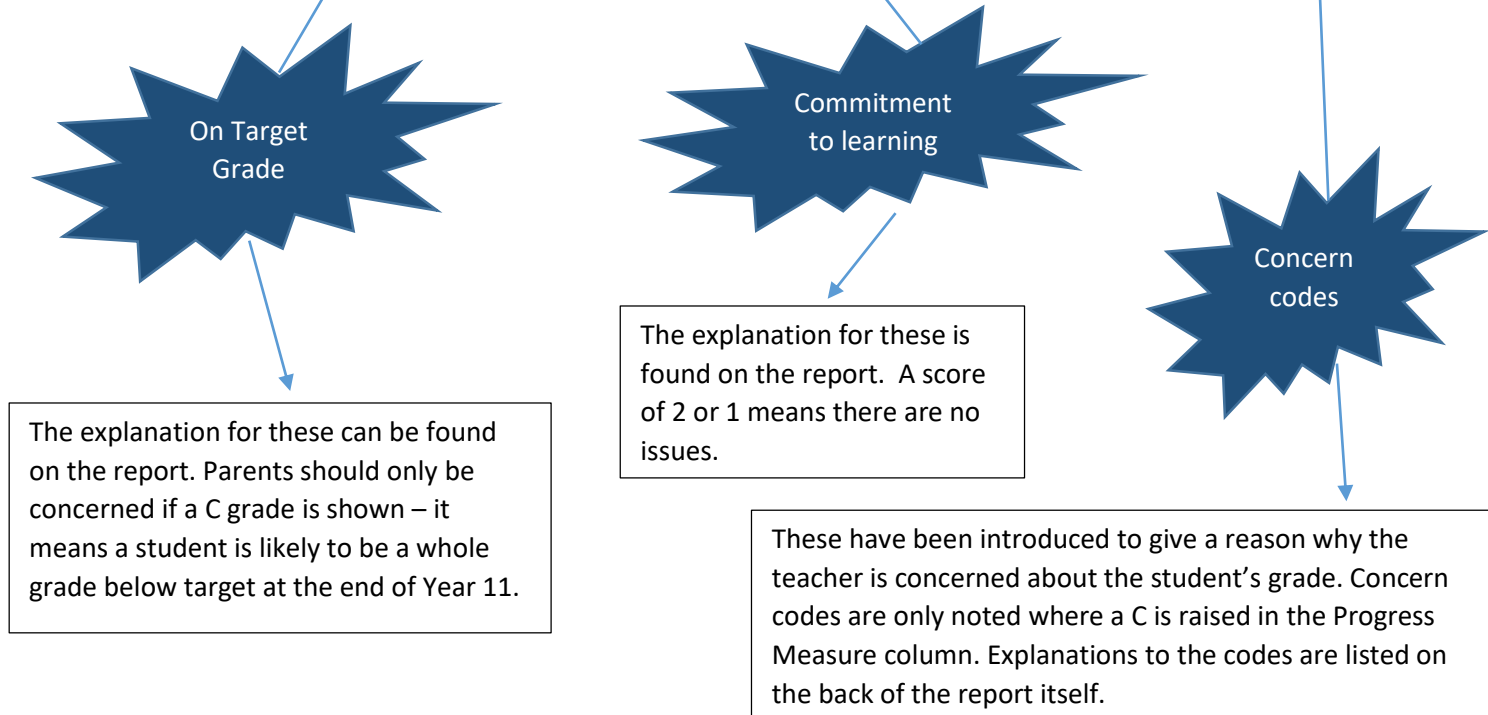 On Target
Grade
Commitment
to learning
Concern
codes
The explanation for these can be found
on the report. Parents should only be
concerned if a C grade is shown – it
means a student is likely to be a whole
grade below target at the end of Year 11.
The explanation for these is
found on the report.  A score
of 2 or 1 means there are no
issues.
These have been introduced to give a reason why the
teacher is concerned about the student’s grade. Concern
codes are only noted where a C is raised in the Progress
Measure column. Explanations to the codes are listed on
the back of the report itself.